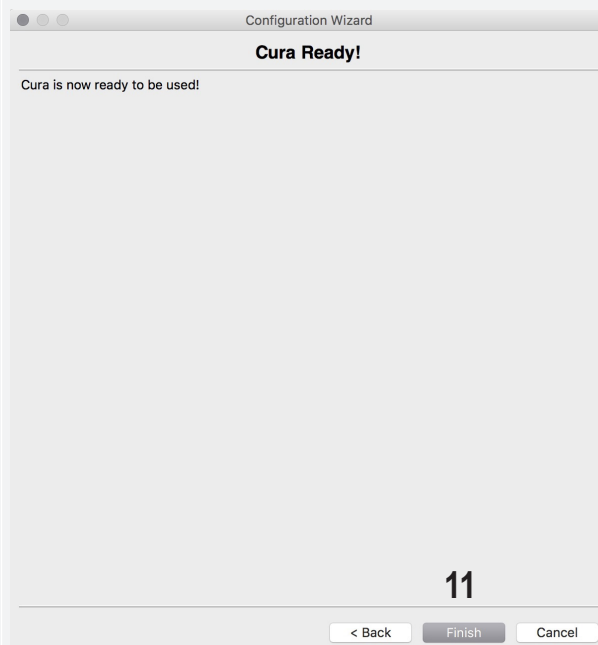 Configuration Wizard
Cura Ready!
Cura is now ready to be used!
11
< Back Finish Cancel